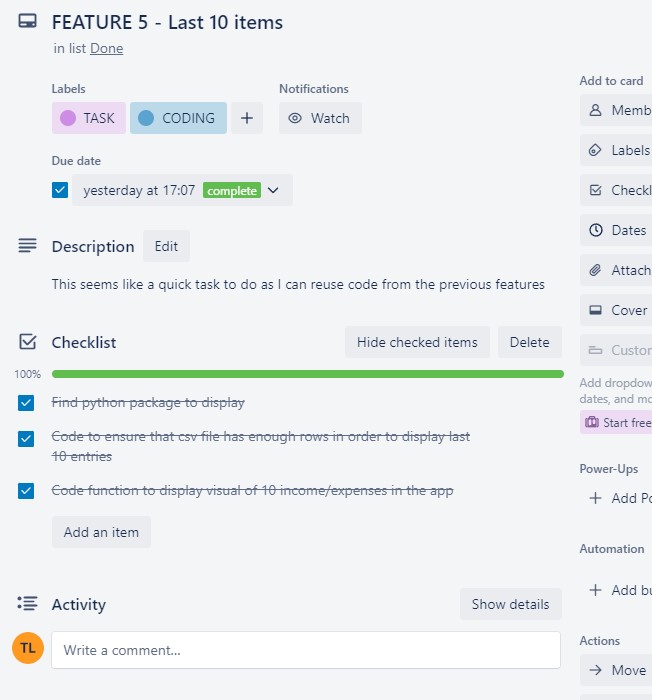 FEATURE 5 - Last 10 items
in list Done
Labels
TASK
CODING
Notifications
Watch
Due date
yesterday at 17:07 complete
Description Edit
This seems like a quick task to do as I can reuse code from the previous features
Checklist Hide checked items Delete
100%
Find python package to display
Code to ensure that csv file has enough rows in order to display last
10 entries
Code function to display visual of 10 income/expenses in the app
Add an item
Activity Show details
TL Write a comment...
Add to card
Memb
Labels
Checkl
Dates
Attach
Cover
Custor
Add dropdow
dates, and mo
Start free
Power-Ups
Add Po
Automation
Add bu
Actions
Move